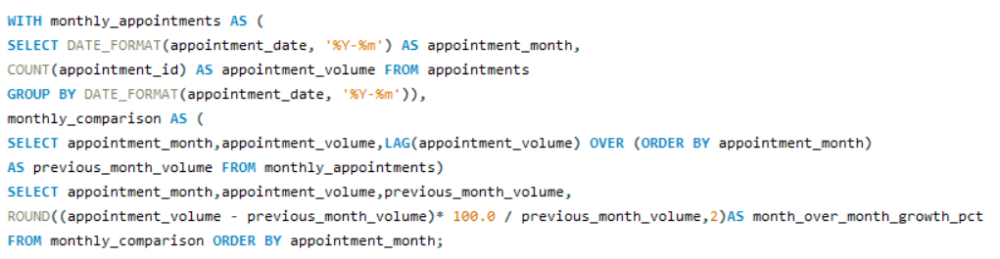 WITH monthly_appointments AS (
SELECT DATE_FORMAT(appointment_date, '%Y-%m') AS appointment_month,
COUNT(appointment_id) AS appointment_volume FROM appointments
GROUP BY DATE_FORMAT(appointment_date, '%Y-%m')),
monthly_comparison AS (
SELECT appointment_month,appointment_volume,LAG(appointment_volume) OVER (ORDER BY appointment_month)
AS previous_month_volume FROM monthly_appointments)
SELECT appointment_month,appointment_volume,previous_month_volume,
ROUND((appointment_volume - previous_month_volume)* 100.0 / previous_month_volume,2)AS month_over_month_growth_pct
FROM monthly_comparison ORDER BY appointment_month;